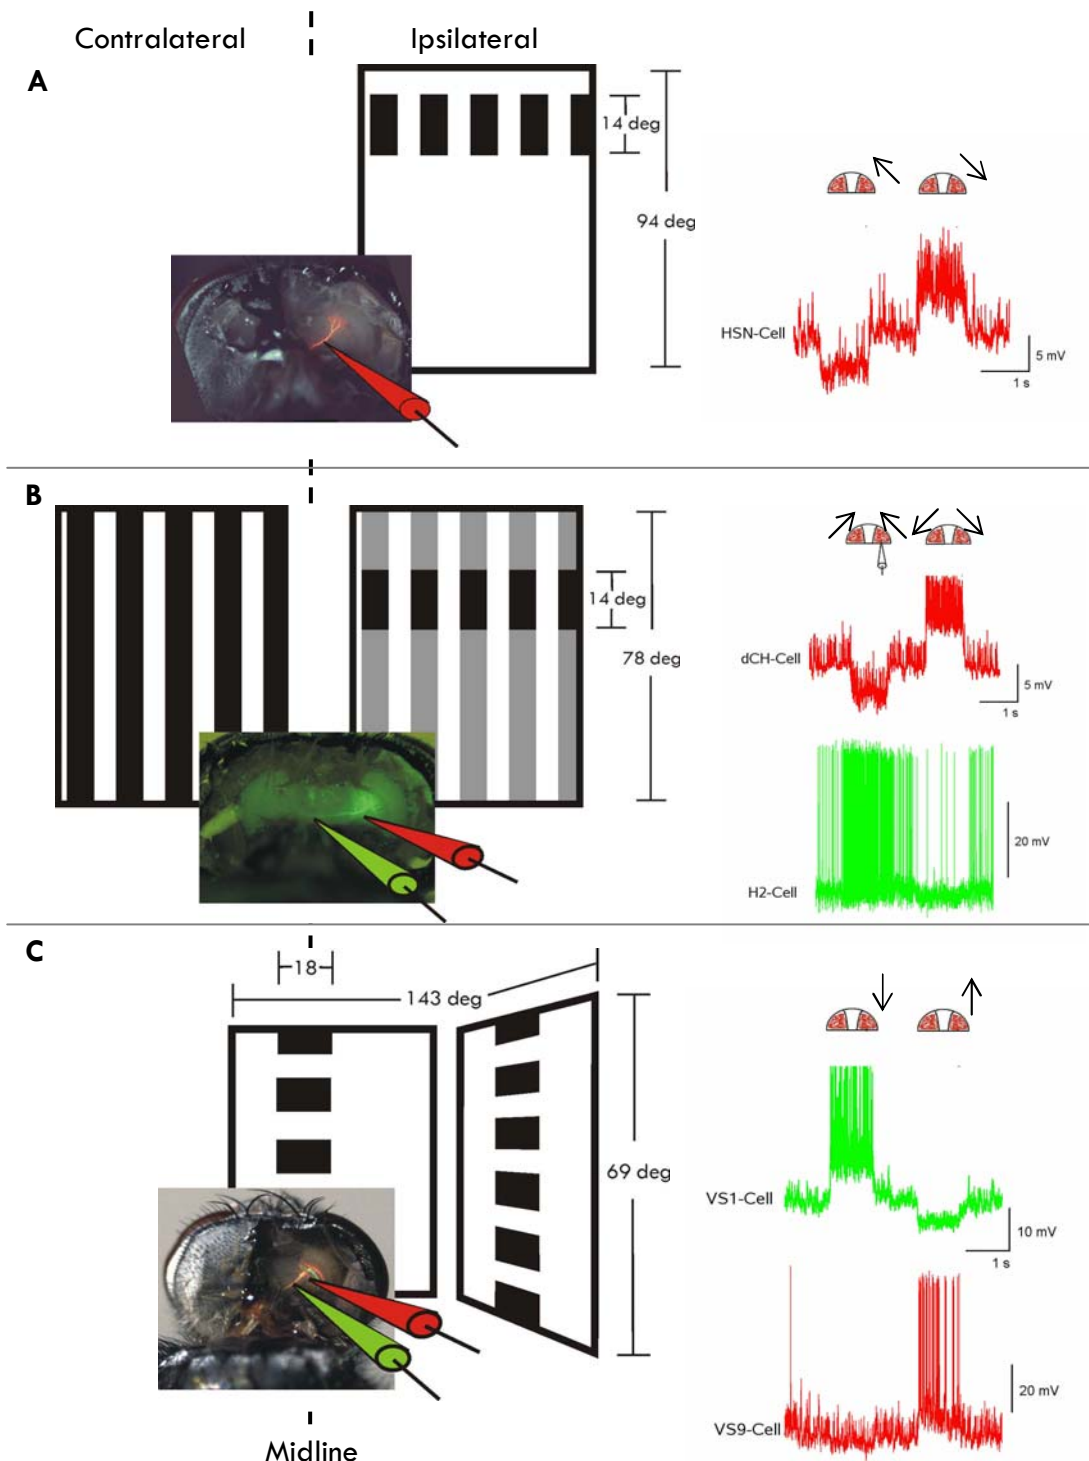 Contralateral
Ipsilateral
A
14 deg
94 deg
HSN-Cell
5 mV
1 s
B
14 deg
78 deg
dCH-Cell
5 mV
1 s
20 mV
H2-Cell
C
18
143 deg
69 deg
VS1-Cell
10 mV
1 s
20 mV
VS9-Cell
Midline